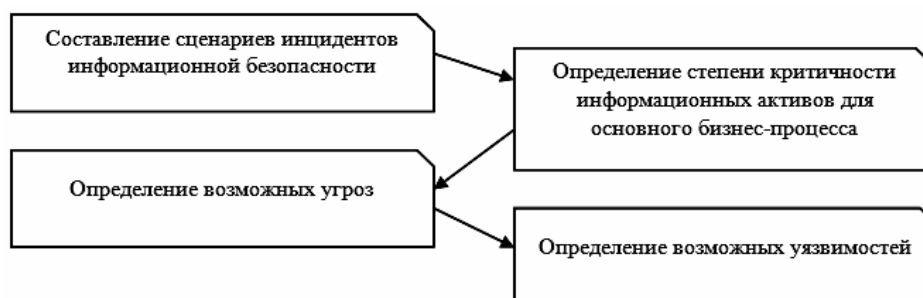 Составление сценариев инцидентов
информационной безопасности
Определение степени критичности
информационных активов для
основного бизнес-процесса
Определение возможных угроз
Определение возможных уязвимостей